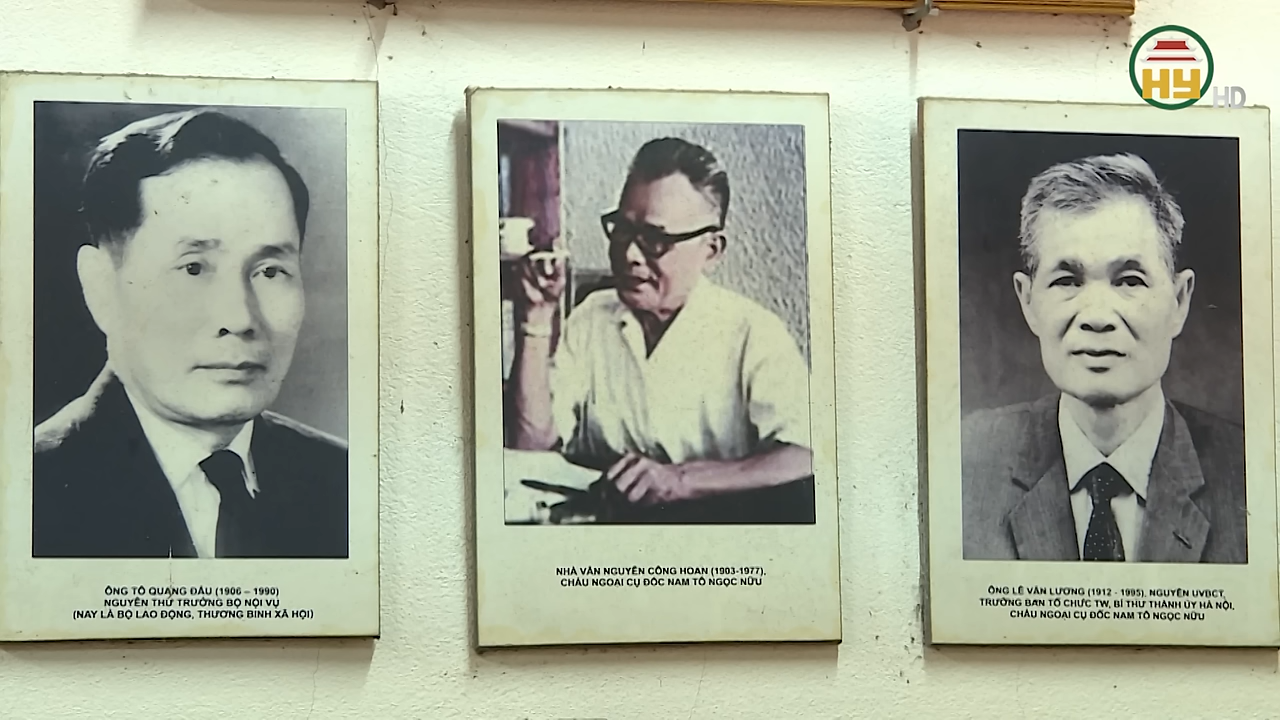 HY HD
ÔNG TÔ QUANG ĐẨU (1906 – 1990)
NGUYÊN THỨ TRƯỞNG BỘ NỘI VỤ
(NAY LÀ BỘ LAO ĐỘNG, THƯƠNG BINH XÃ HỘI)
NHÀ VĂN NGUYỄN CÔNG HOAN (1903-1977),
CHÁU NGOẠI CỤ ĐỐC NAM TÔ NGỌC NỮU
ÔNG LÊ VĂN LƯƠNG (1912 - 1995), NGUYÊN UVBCT,
TRƯỞNG BAN TỔ CHỨC TW, BÍ THƯ THÀNH ỦY HÀ NỘI,
CHÁU NGOẠI CỤ ĐỐC NAM TÔ NGỌC NỮU